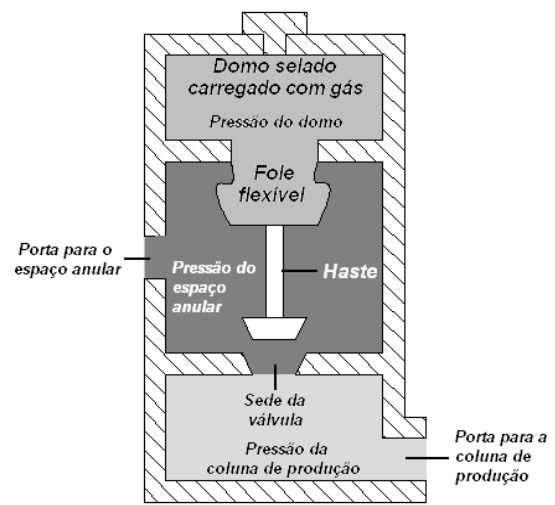 Domo selado
carregado com gás
Pressão do domo
Fole
flexível
Porta para o
espaço anular
Pressão do
espaço
anular
Haste
Sede da
válvula
Pressão da
coluna de produção
Porta para a
coluna de
produção